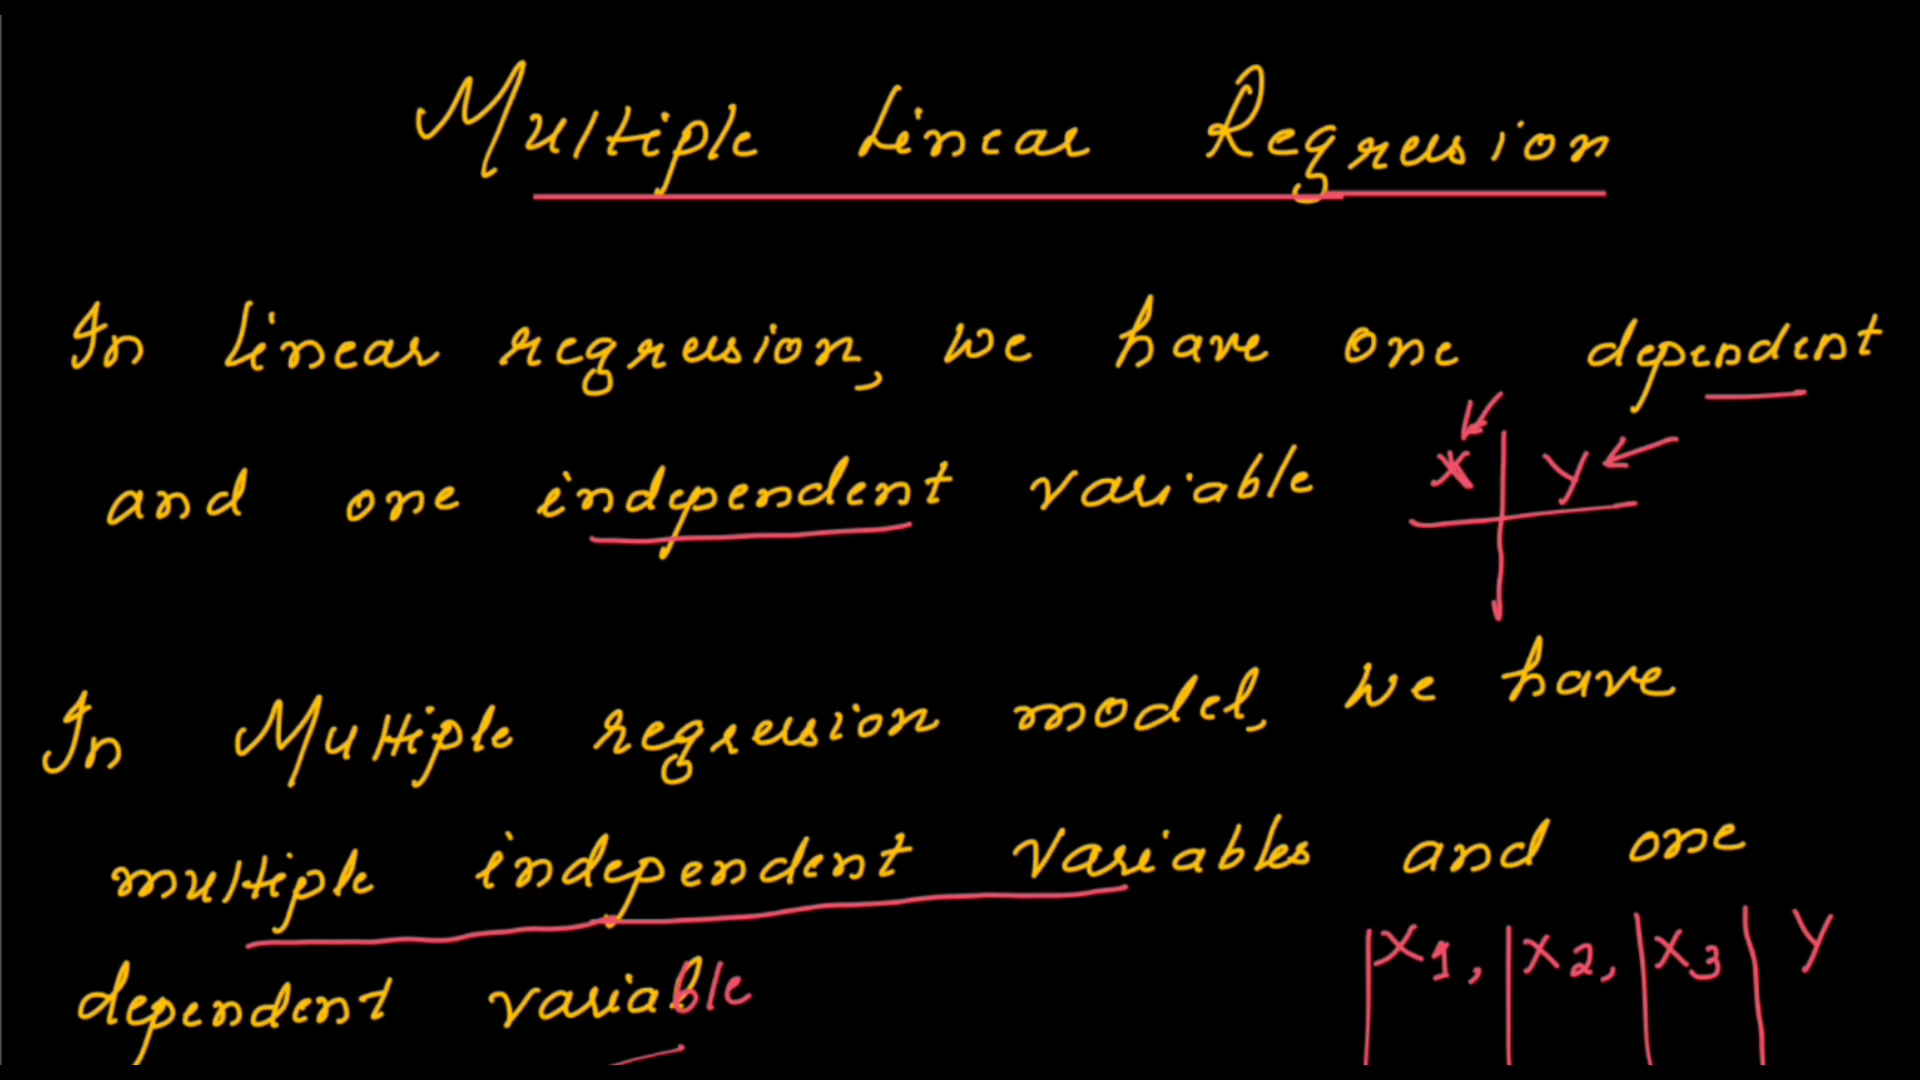 Multiple Linear Regression
In Linear regression, we have one dependent
and one independent variable
X Y
In Multiple regression model, we have
multiple independent variables and one
dependent variable
X1, X2, X3 Y